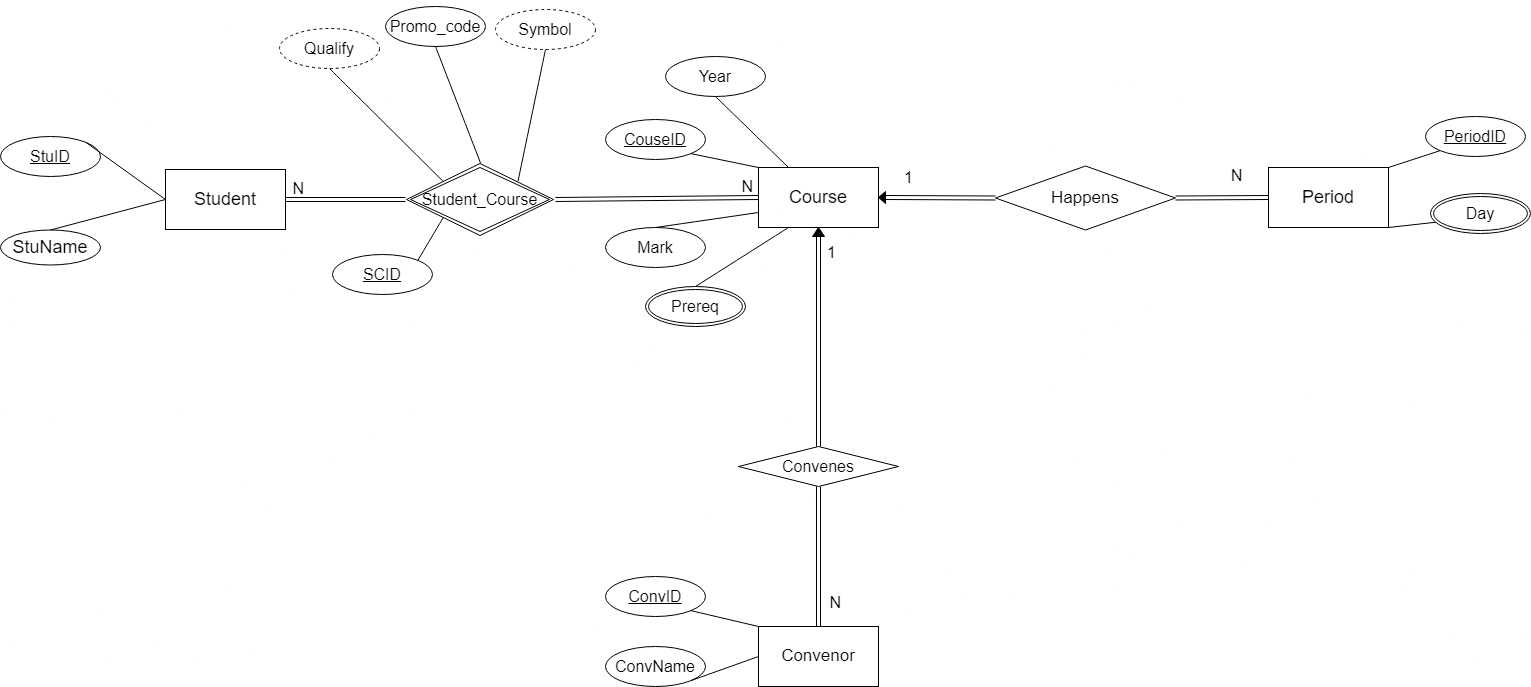 Promo_code
Symbol
Qualify
Year
CouseID
PeriodID
StuID
N
Student
Student_Course
N
Course
1
Happens
N
Period
Day
StuName
Mark
1
SCID
Prereq
Convenes
ConvID
N
Convenor
ConvName